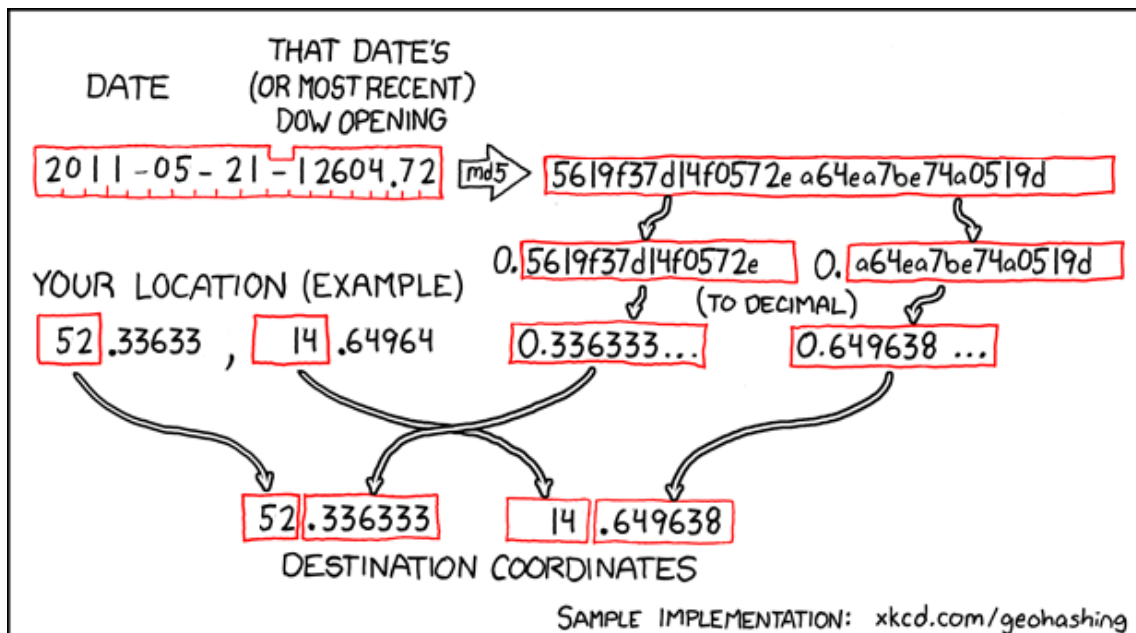 DATE
THAT DATE'S
(OR MOST RECENT)
DOW OPENING
2011-05-21-12604.72
md5
5619f37d14f0572e a64ea7be74a0519d
0.5619f37d14f0572e
0. a64ea7be74a0519d
YOUR LOCATION (EXAMPLE)
(TO DECIMAL)
52.33633, 14.64964
0.336333...
0.649638 ...
52.336333
14.649638
DESTINATION COORDINATES
SAMPLE IMPLEMENTATION: xkcd.com/geohashing